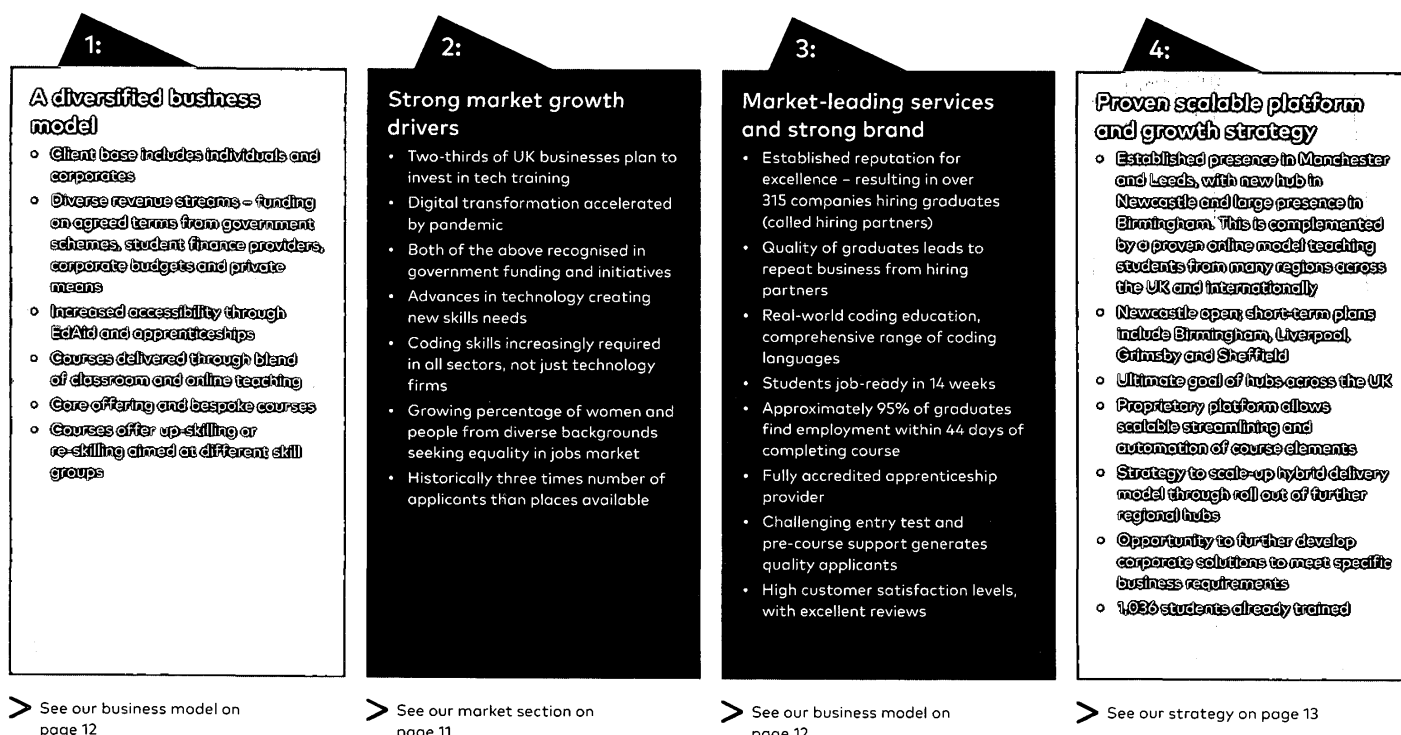 1:
A diversified business
model
• Client base includes individuals and
corporates
• Diverse revenue streams – funding
on agreed terms from government
schemes, student finance providers,
corporate budgets and private
means
• Increased accessibility through
EdAid and apprenticeships
• Courses delivered through blend
of classroom and online teaching
• Core offering and bespoke courses
• Courses offer up-skilling or
re-skilling aimed at different skill
groups
> See our business model on
page 12
2:
Strong market growth
drivers
• Two-thirds of UK businesses plan to
invest in tech training
• Digital transformation accelerated
by pandemic
• Both of the above recognised in
government funding and initiatives
• Advances in technology creating
new skills needs
• Coding skills increasingly required
in all sectors, not just technology
firms
• Growing percentage of women and
people from diverse backgrounds
seeking equality in jobs market
• Historically three times number of
applicants than places available
> See our market section on
page 11
3:
Market-leading services
and strong brand
• Established reputation for
excellence – resulting in over
315 companies hiring graduates
(called hiring partners)
• Quality of graduates leads to
repeat business from hiring
partners
• Real-world coding education,
comprehensive range of coding
languages
• Students job-ready in 14 weeks
• Approximately 95% of graduates
find employment within 44 days of
completing course
• Fully accredited apprenticeship
provider
• Challenging entry test and
pre-course support generates
quality applicants
• High customer satisfaction levels,
with excellent reviews
> See our business model on
page 12
4:
Proven scalable platform
and growth strategy
• Established presence in Manchester
and Leeds, with new hub in
Newcastle and large presence in
Birmingham. This is complemented
by a proven online model teaching
students from many regions across
the UK and internationally
• Newcastle open; short-term plans
include Birmingham, Liverpool,
Grimsby and Sheffield
• Ultimate goal of hubs across the UK
• Proprietary platform allows
scalable streamlining and
automation of course elements
• Strategy to scale-up hybrid delivery
model through roll out of further
regional hubs
• Opportunity to further develop
corporate solutions to meet specific
business requirements
• 1,036 students already trained
> See our strategy on page 13